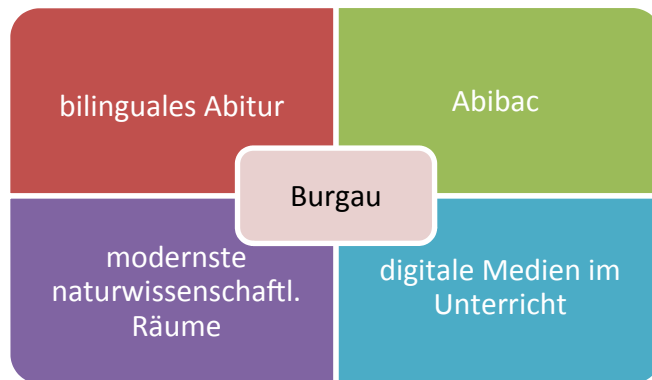 bilinguales Abitur
Abibac
Burgau
modernste
naturwissenschaftl.
Räume
digitale Medien im
Unterricht